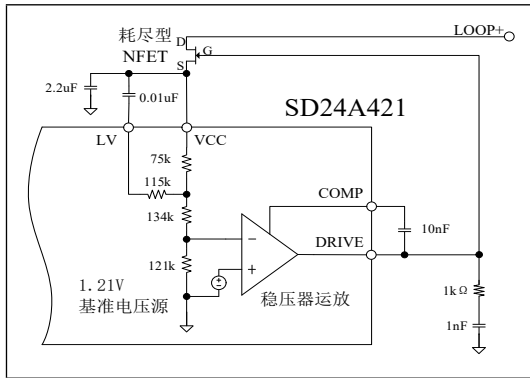 LOOP+
耗尽型
NFET
D
G
S
2.2uF
0.01uF
SD24A421
LV
VCC
75k
115k
134k
121k
COMP
DRIVE
10nF
1.21V
基准电压源
稳压器运放
1kΩ
1nF